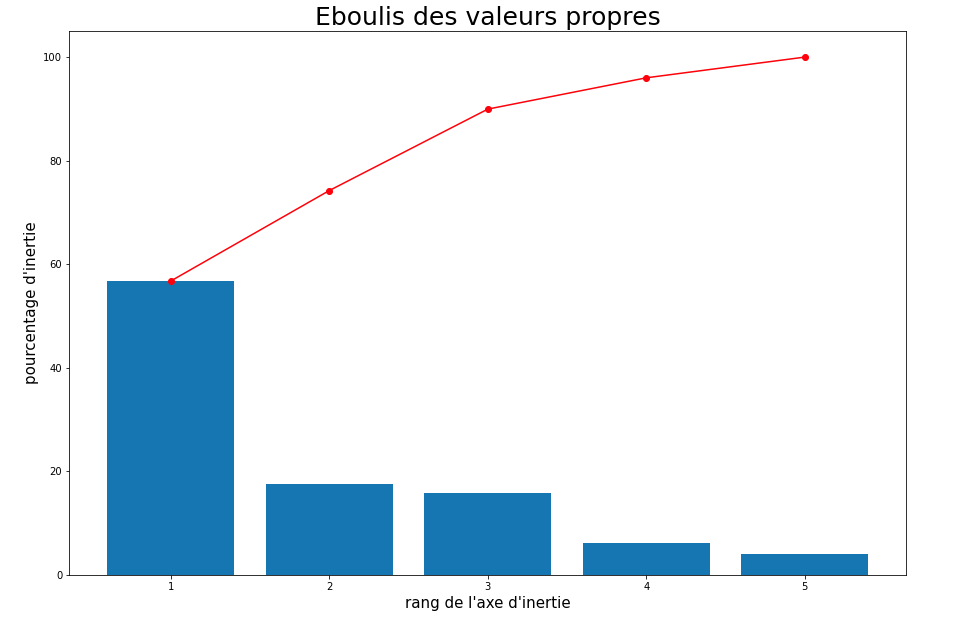 Eboulis des valeurs propres
100
80
60
40
20
0
pourcentage d'inertie
1 2 3 4 5
rang de l'axe d'inertie